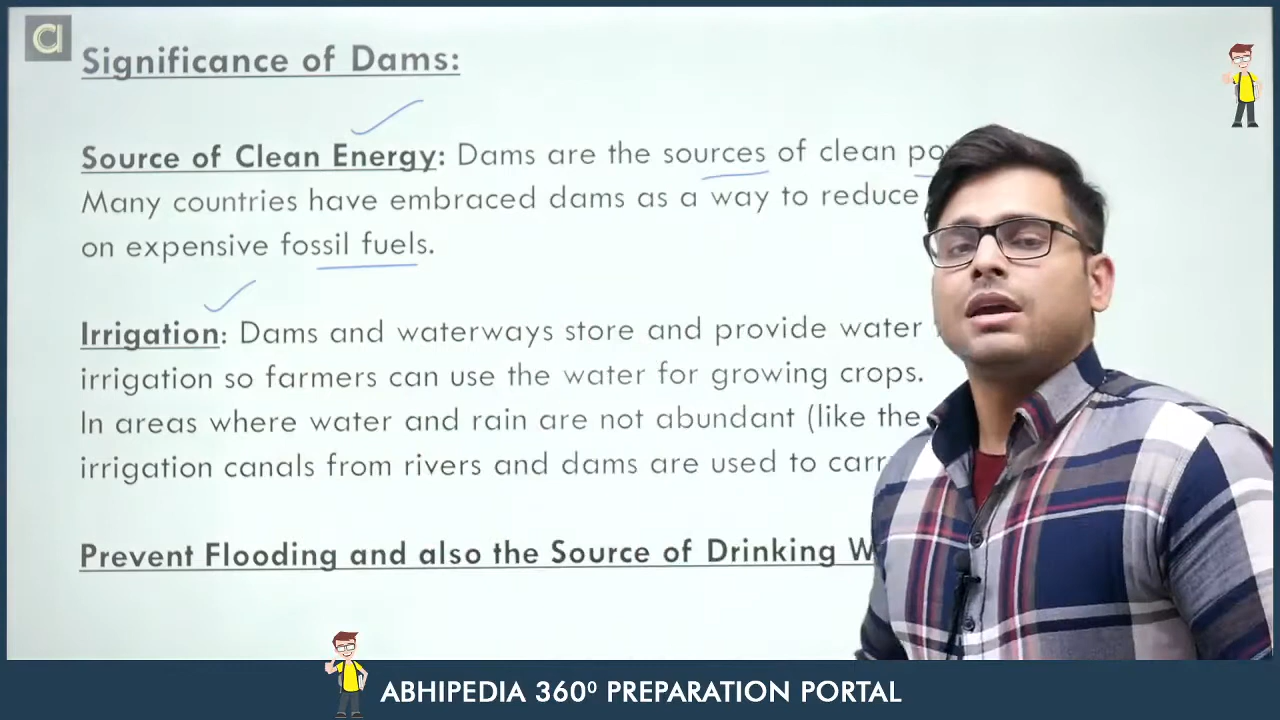 Significance of Dams:
Source of Clean Energy: Dams are the sources of clean
Many countries have embraced dams as a way to reduce
on expensive fossil fuels.
Irrigation: Dams and waterways store and provide water
irrigation so farmers can use the water for growing crops.
In areas where water and rain are not abundant (like the
irrigation canals from rivers and dams are used to
Prevent Flooding and also the Source of Drinking
ABHIPEDIA 360⁰ PREPARATION PORTAL